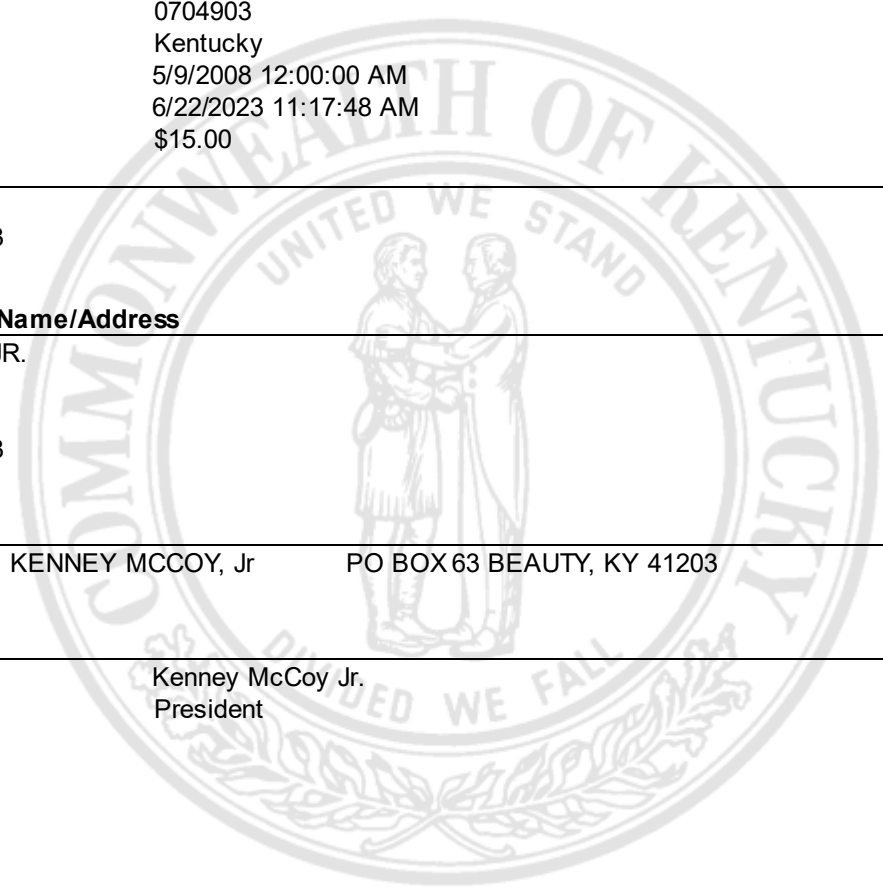 0704903
Kentucky
5/9/2008 12:00:00 AM
6/22/2023 11:17:48 AM
$15.00
3
Name/Address
JR.
3
KENNEY MCCOY, Jr PO BOX 63 BEAUTY, KY 41203
Kenney McCoy Jr.
President
COMMONWEALTH OF KENTUCKY
UNITED WE STAND
DIVIDED WE FALL